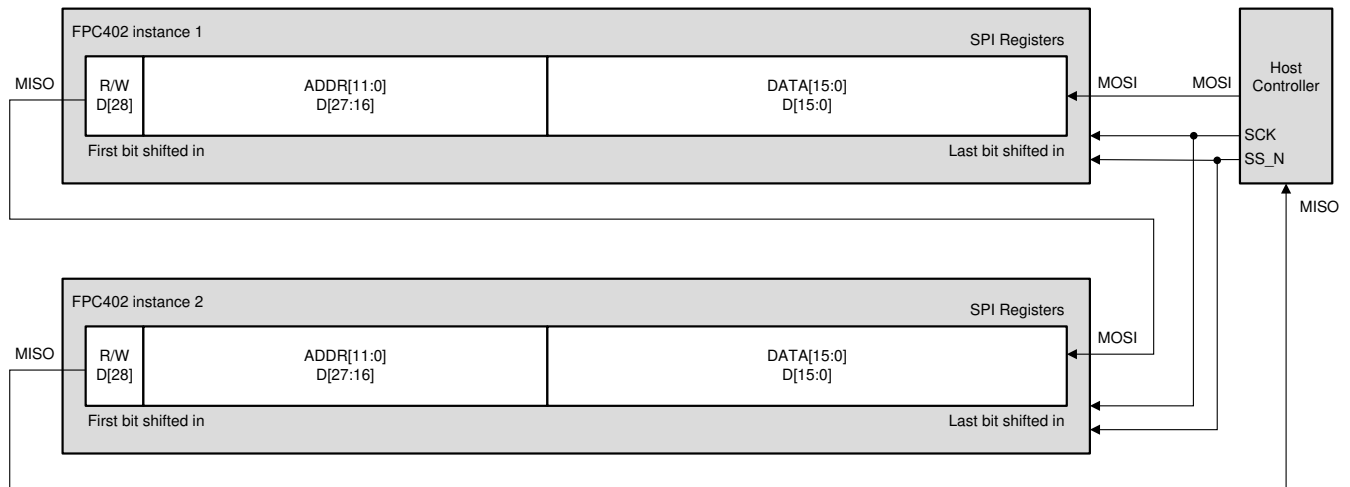 FPC402 instance 1
SPI Registers
MISO
R/W
D[28]
ADDR[11:0]
D[27:16]
DATA[15:0]
D[15:0]
MOSI
MOSI
Host
Controller
SCK
SS_N
First bit shifted in
Last bit shifted in
MISO
FPC402 instance 2
SPI Registers
MISO
R/W
D[28]
ADDR[11:0]
D[27:16]
DATA[15:0]
D[15:0]
MOSI
First bit shifted in
Last bit shifted in